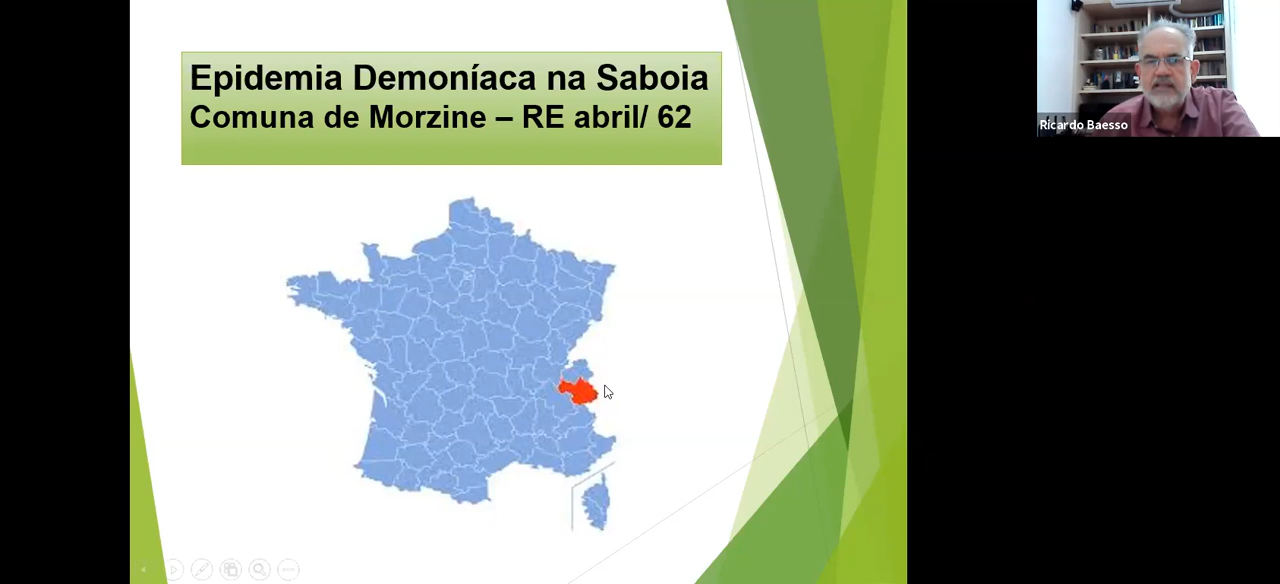 Epidemia Demoníaca na Saboia
Comuna de Morzine – RE abril/ 62
Ricardo Baesso